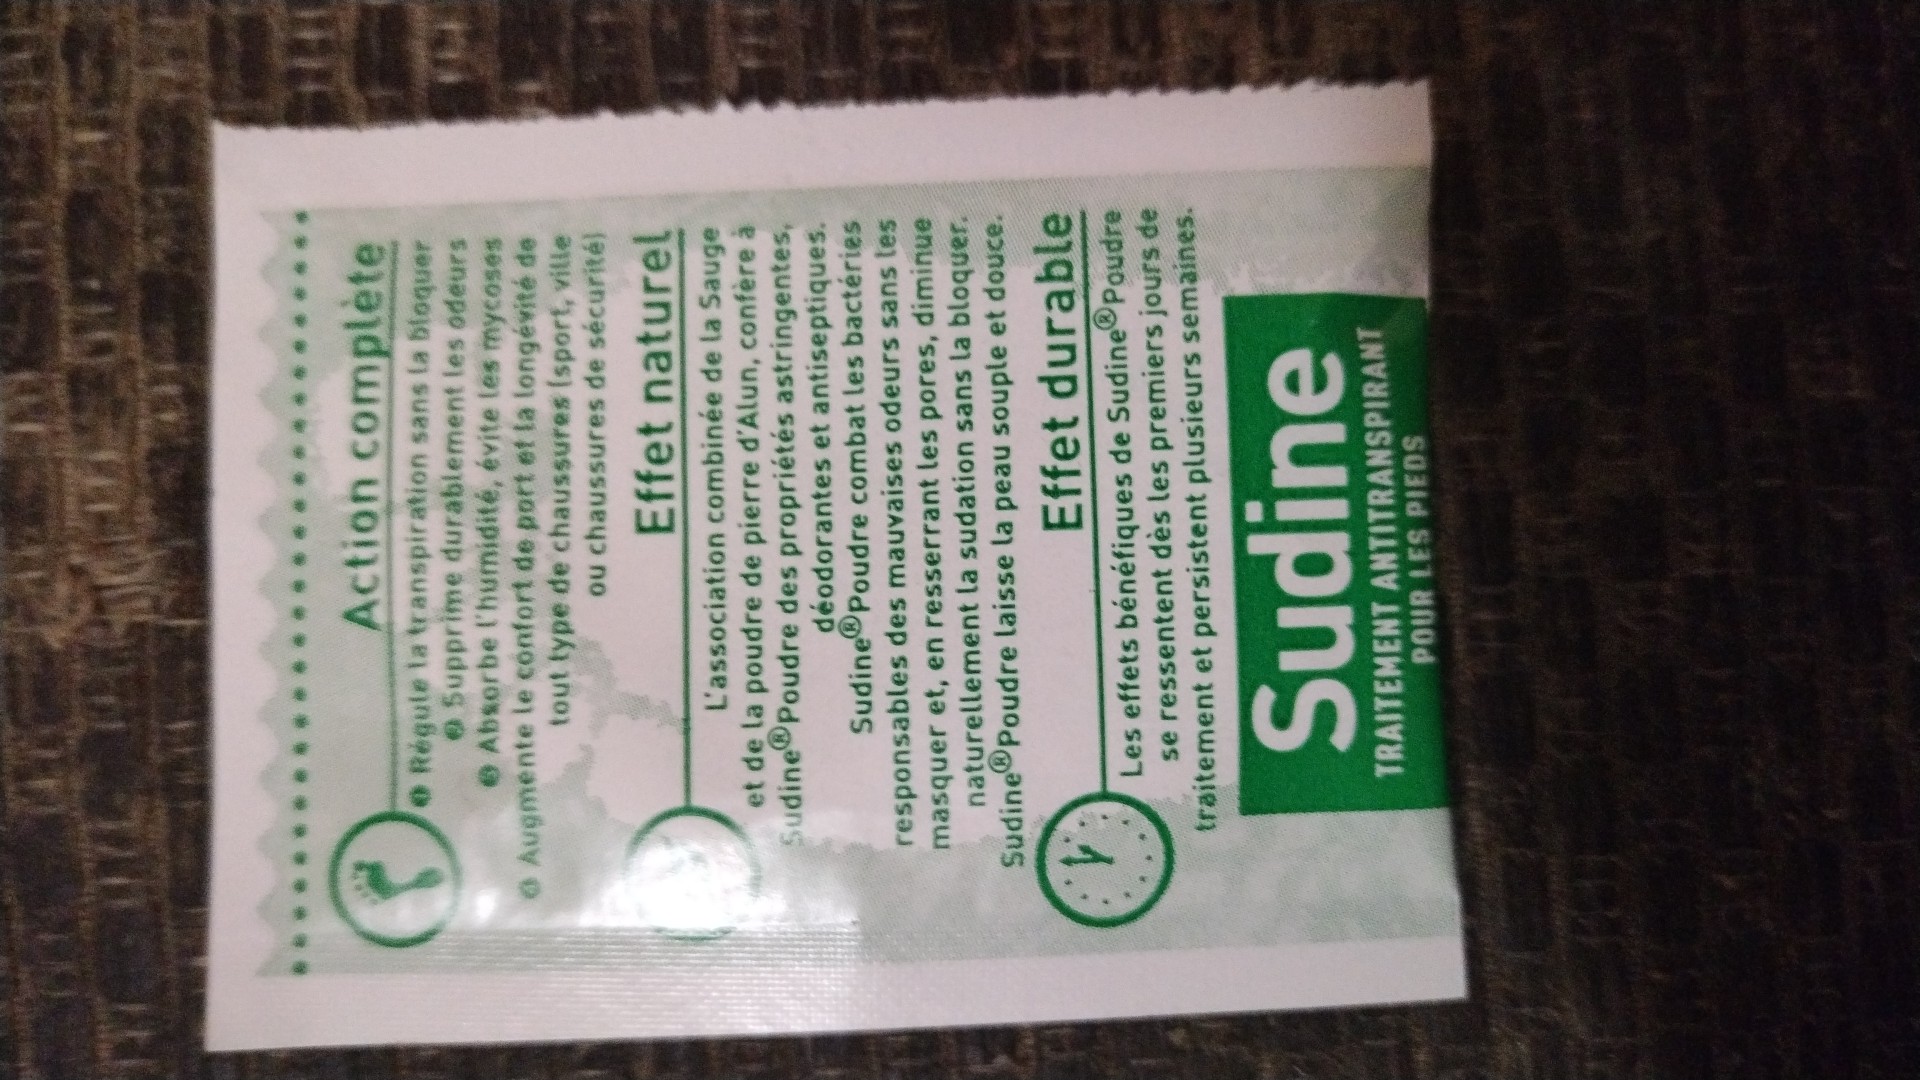 Action complète
❶ Régule la transpiration sans la bloquer
❷ Supprime durablement les odeurs
❸ Absorbe l'humidité, évite les mycoses
❹ Augmente le confort de port et la longévité de
tout type de chaussures (sport, ville
ou chaussures de sécurité)
Effet naturel
L'association combinée de la Sauge
et de la poudre de pierre d'Alun, confère à
Sudine®Poudre des propriétés astringentes,
déodorantes et antiseptiques.
Sudine®Poudre combat les bactéries
responsables des mauvaises odeurs sans les
masquer et, en resserrant les pores, diminue
naturellement la sudation sans la bloquer.
Sudine®Poudre laisse la peau souple et douce.
Effet durable
Les effets bénéfiques de Sudine®Poudre
se ressentent dès les premiers jours de
traitement et persistent plusieurs semaines.
Sudine
TRAITEMENT ANTITRANSPIRANT
POUR LES PIEDS